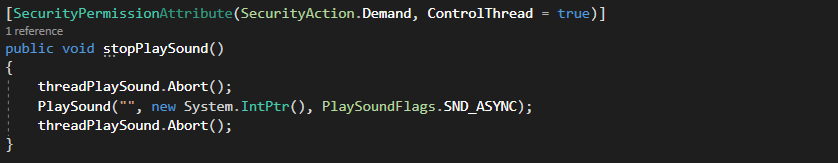 [SecurityPermissionAttribute(SecurityAction.Demand, ControlThread = true)]
1 reference
public void stopPlaySound()
{
threadPlaySound.Abort();
PlaySound("", new System.IntPtr(), PlaySoundFlags.SND_ASYNC);
threadPlaySound.Abort();
}